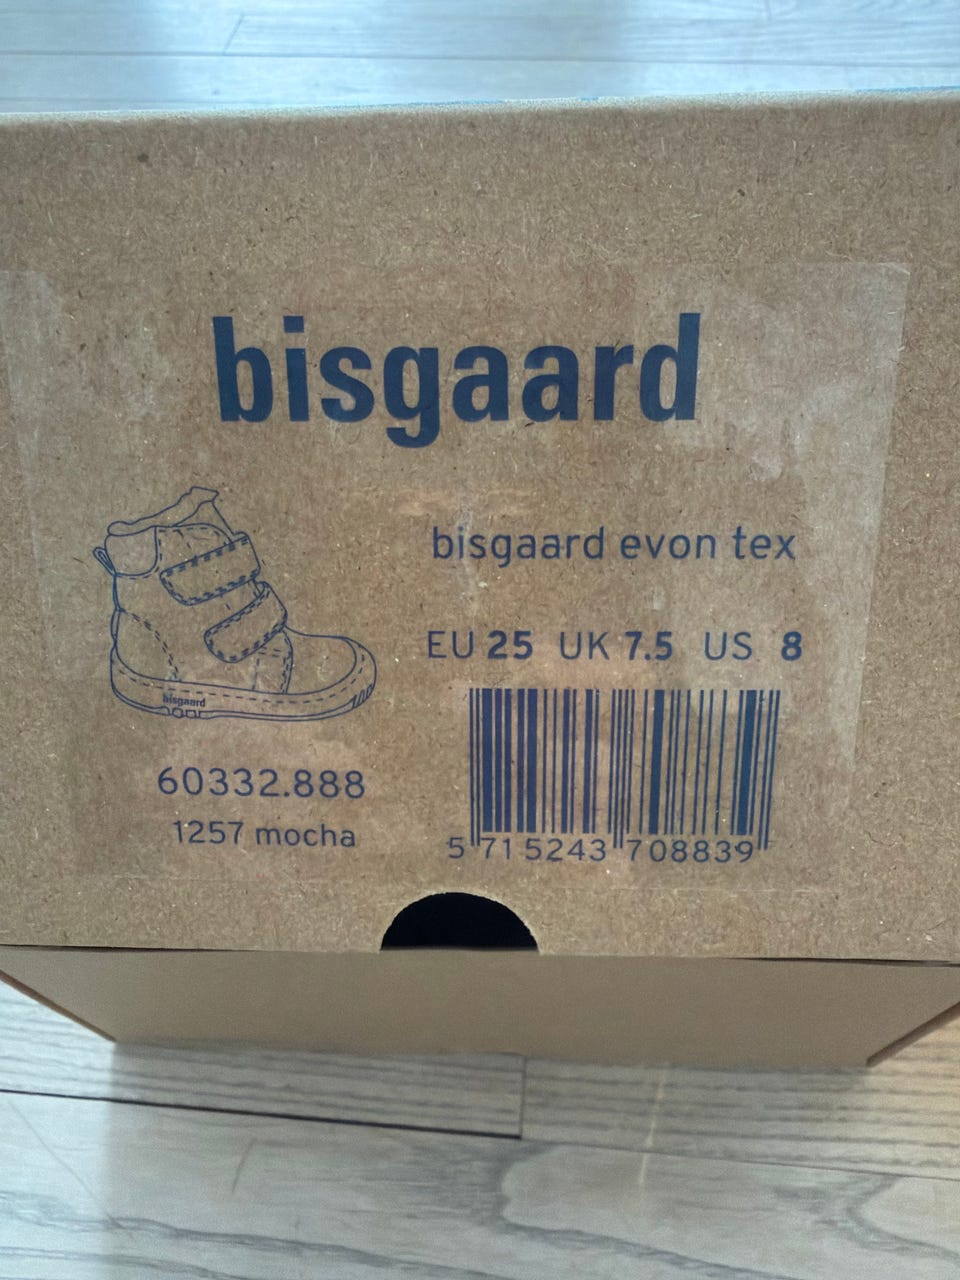 bisgaard
bisgaard evon tex
EU 25 UK 7.5 US 8
bisgaard
60332.888
1257 mocha
5 715243 708839